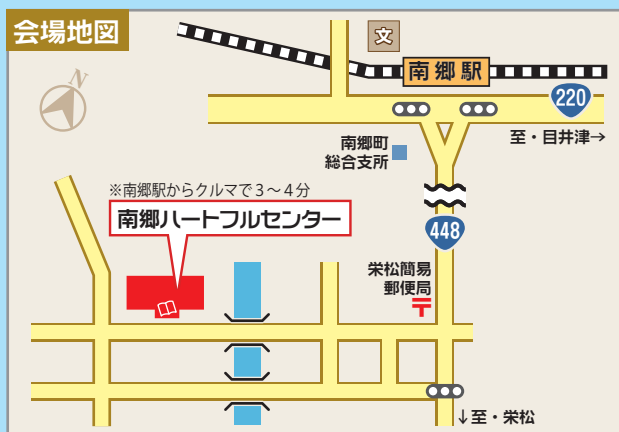 会場地図
N
文
南郷駅
220
至・目井津→
南郷町
総合支所
※南郷駅からクルマで３～４分
南郷ハートフルセンター
448
栄松簡易
郵便局
〒
↓至・栄松